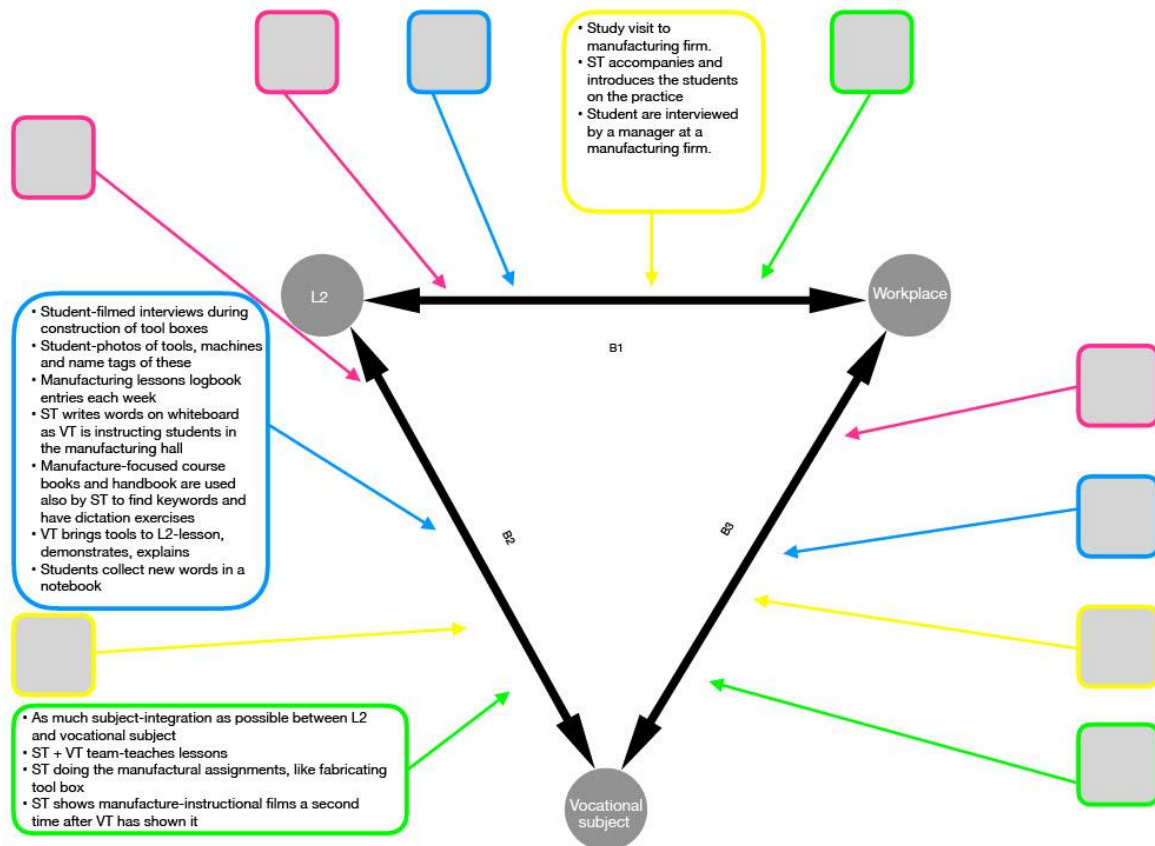 • Study visit to
manufacturing firm.
• ST accompanies and
introduces the students
on the practice
• Student are interviewed
by a manager at a
manufacturing firm.
L2
Workplace
B1
• Student-filmed interviews during
construction of tool boxes
• Student-photos of tools, machines
and name tags of these
• Manufacturing lessons logbook
entries each week
• ST writes words on whiteboard
as VT is instructing students in
the manufacturing hall
• Manufacture-focused course
books and handbook are used
also by ST to find keywords and
have dictation exercises
• VT brings tools to L2-lesson,
demonstrates, explains
• Students collect new words in a
notebook
B2
B3
• As much subject-integration as possible between L2
and vocational subject
• ST + VT team-teaches lessons
• ST doing the manufactural assignments, like fabricating
tool box
• ST shows manufacture-instructional films a second
time after VT has shown it
Vocational
subject